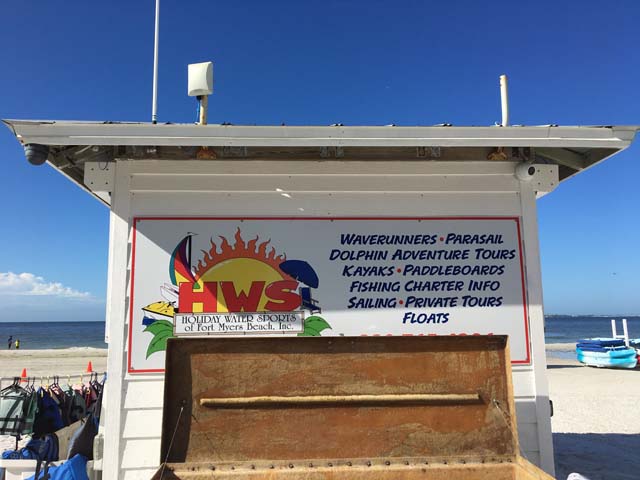 WAVERUNNERS • PARASAIL
DOLPHIN ADVENTURE TOURS
KAYAKS • PADDLEBOARDS
FISHING CHARTER INFO
SAILING • PRIVATE TOURS
FLOATS
HWS
HOLIDAY WATER SPORTS
OF FORT MYERS BEACH, INC.